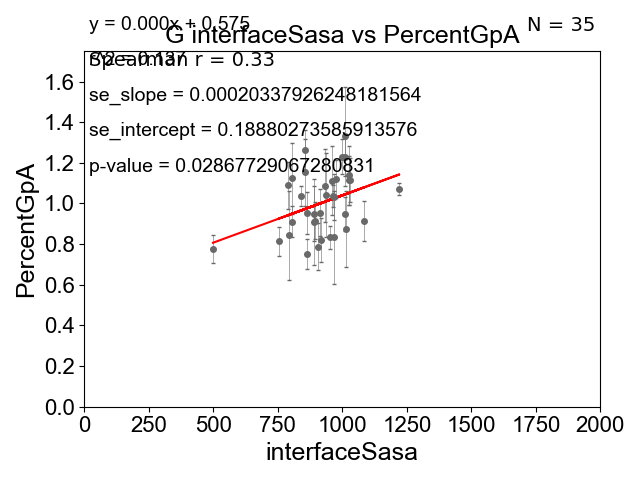 y = 0.000x + 0.575
N = 35
G interfaceSasa vs PercentGpA
Spearman r = 0.33
se_slope = 0.00020337926248181564
se_intercept = 0.18880273585913576
p-value = 0.02867729067280831
PercentGpA
1.6
1.4
1.2
1.0
0.8
0.6
0.4
0.2
0.0
0 250 500 750 1000 1250 1500 1750 2000
interfaceSasa